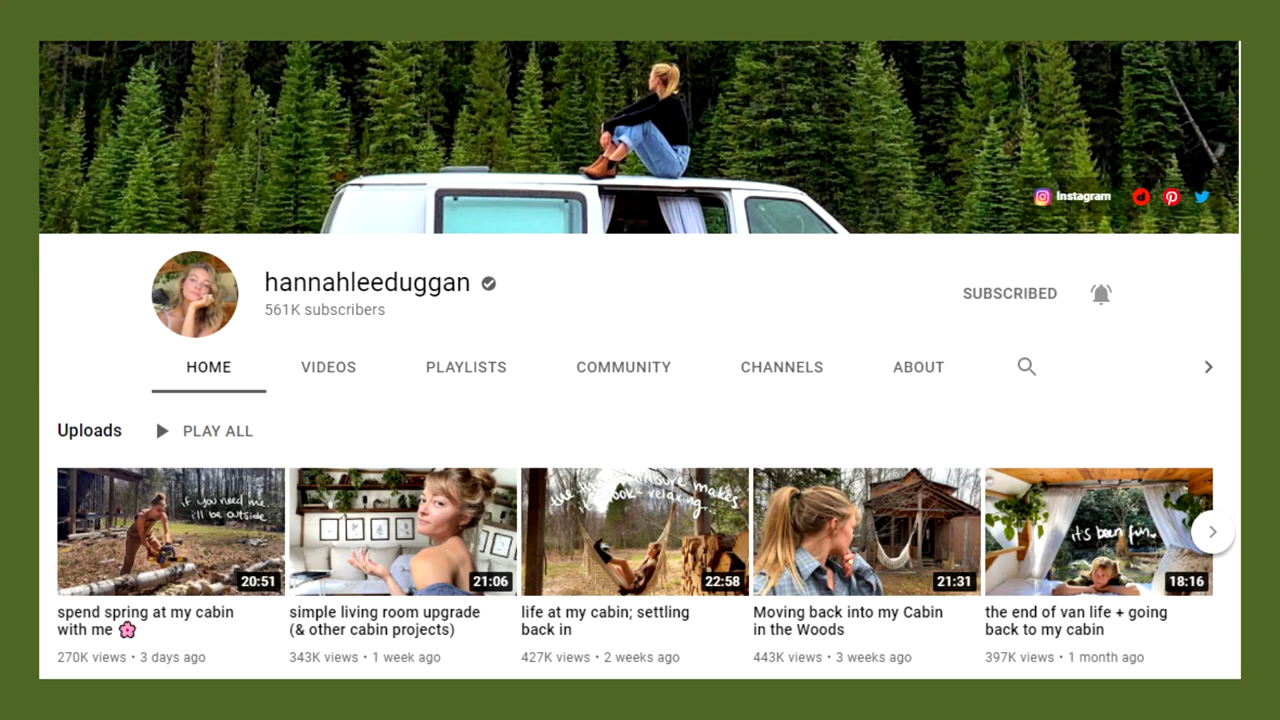 Instagram
hannahleeduggan
561K subscribers
SUBSCRIBED
HOME
VIDEOS
PLAYLISTS
COMMUNITY
CHANNELS
ABOUT
Uploads
PLAY ALL
if you need me,
i'll be outside.
20:51
spend spring at my cabin
with me 🌸
270K views • 3 days ago
21:06
simple living room upgrade
(& other cabin projects)
343K views • 1 week ago
makes
look relaxing.
22:58
life at my cabin; settling
back in
427K views • 2 weeks ago
21:31
Moving back into my Cabin
in the Woods
443K views • 3 weeks ago
it's been fun.
18:16
the end of van life + going
back to my cabin
397K views • 1 month ago